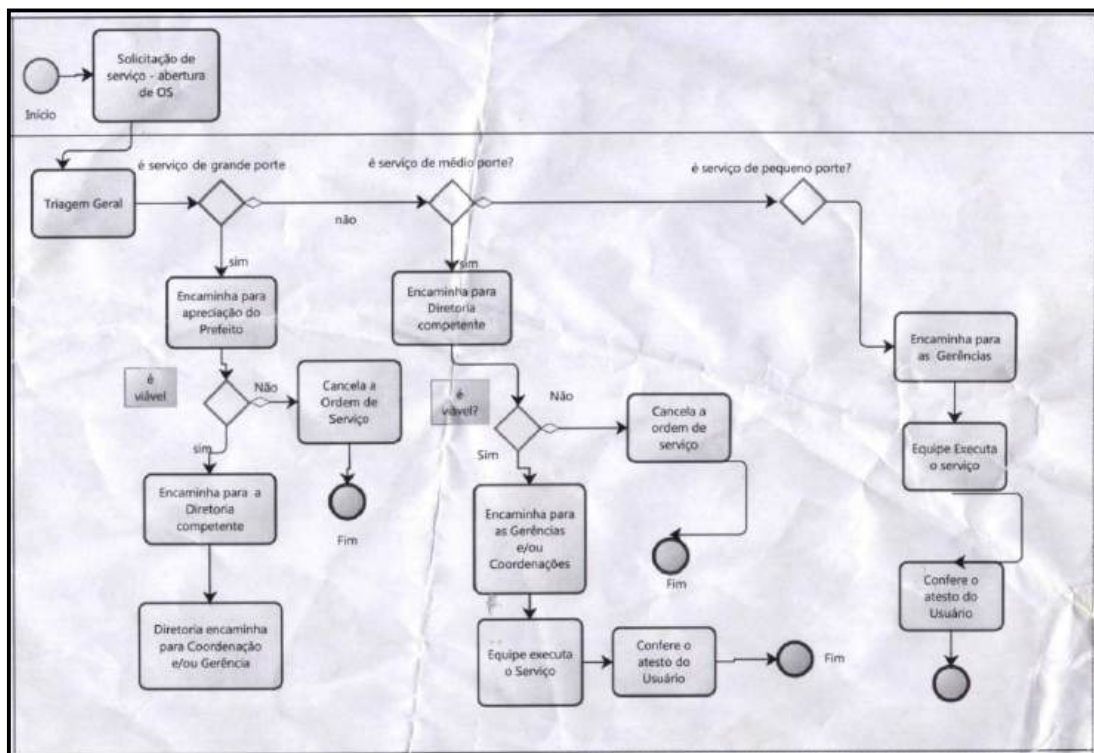 Solicitação de
serviço - abertura
de OS
Início
é serviço de grande porte
é serviço de médio porte?
é serviço de pequeno porte?
Triagem Geral
não
sim
sim
Encaminha para
apreciação do
Prefeito
Encaminha para
Diretoria
competente
Encaminha para
as Gerências
é
viável
Não
Cancela a
Ordem de
Serviço
é
viável?
Não
Cancela a
ordem de
serviço
Equipe Executa
o serviço
sim
Sim
Encaminha para a
Diretoria
competente
Fim
Encaminha para
as Gerências
e/ou
Coordenações
Fim
Confere o
atesto do
Usuário
Diretoria encaminha
para Coordenação
e/ou Gerência
Equipe executa
o Serviço
Confere o
atesto do
Usuário
Fim